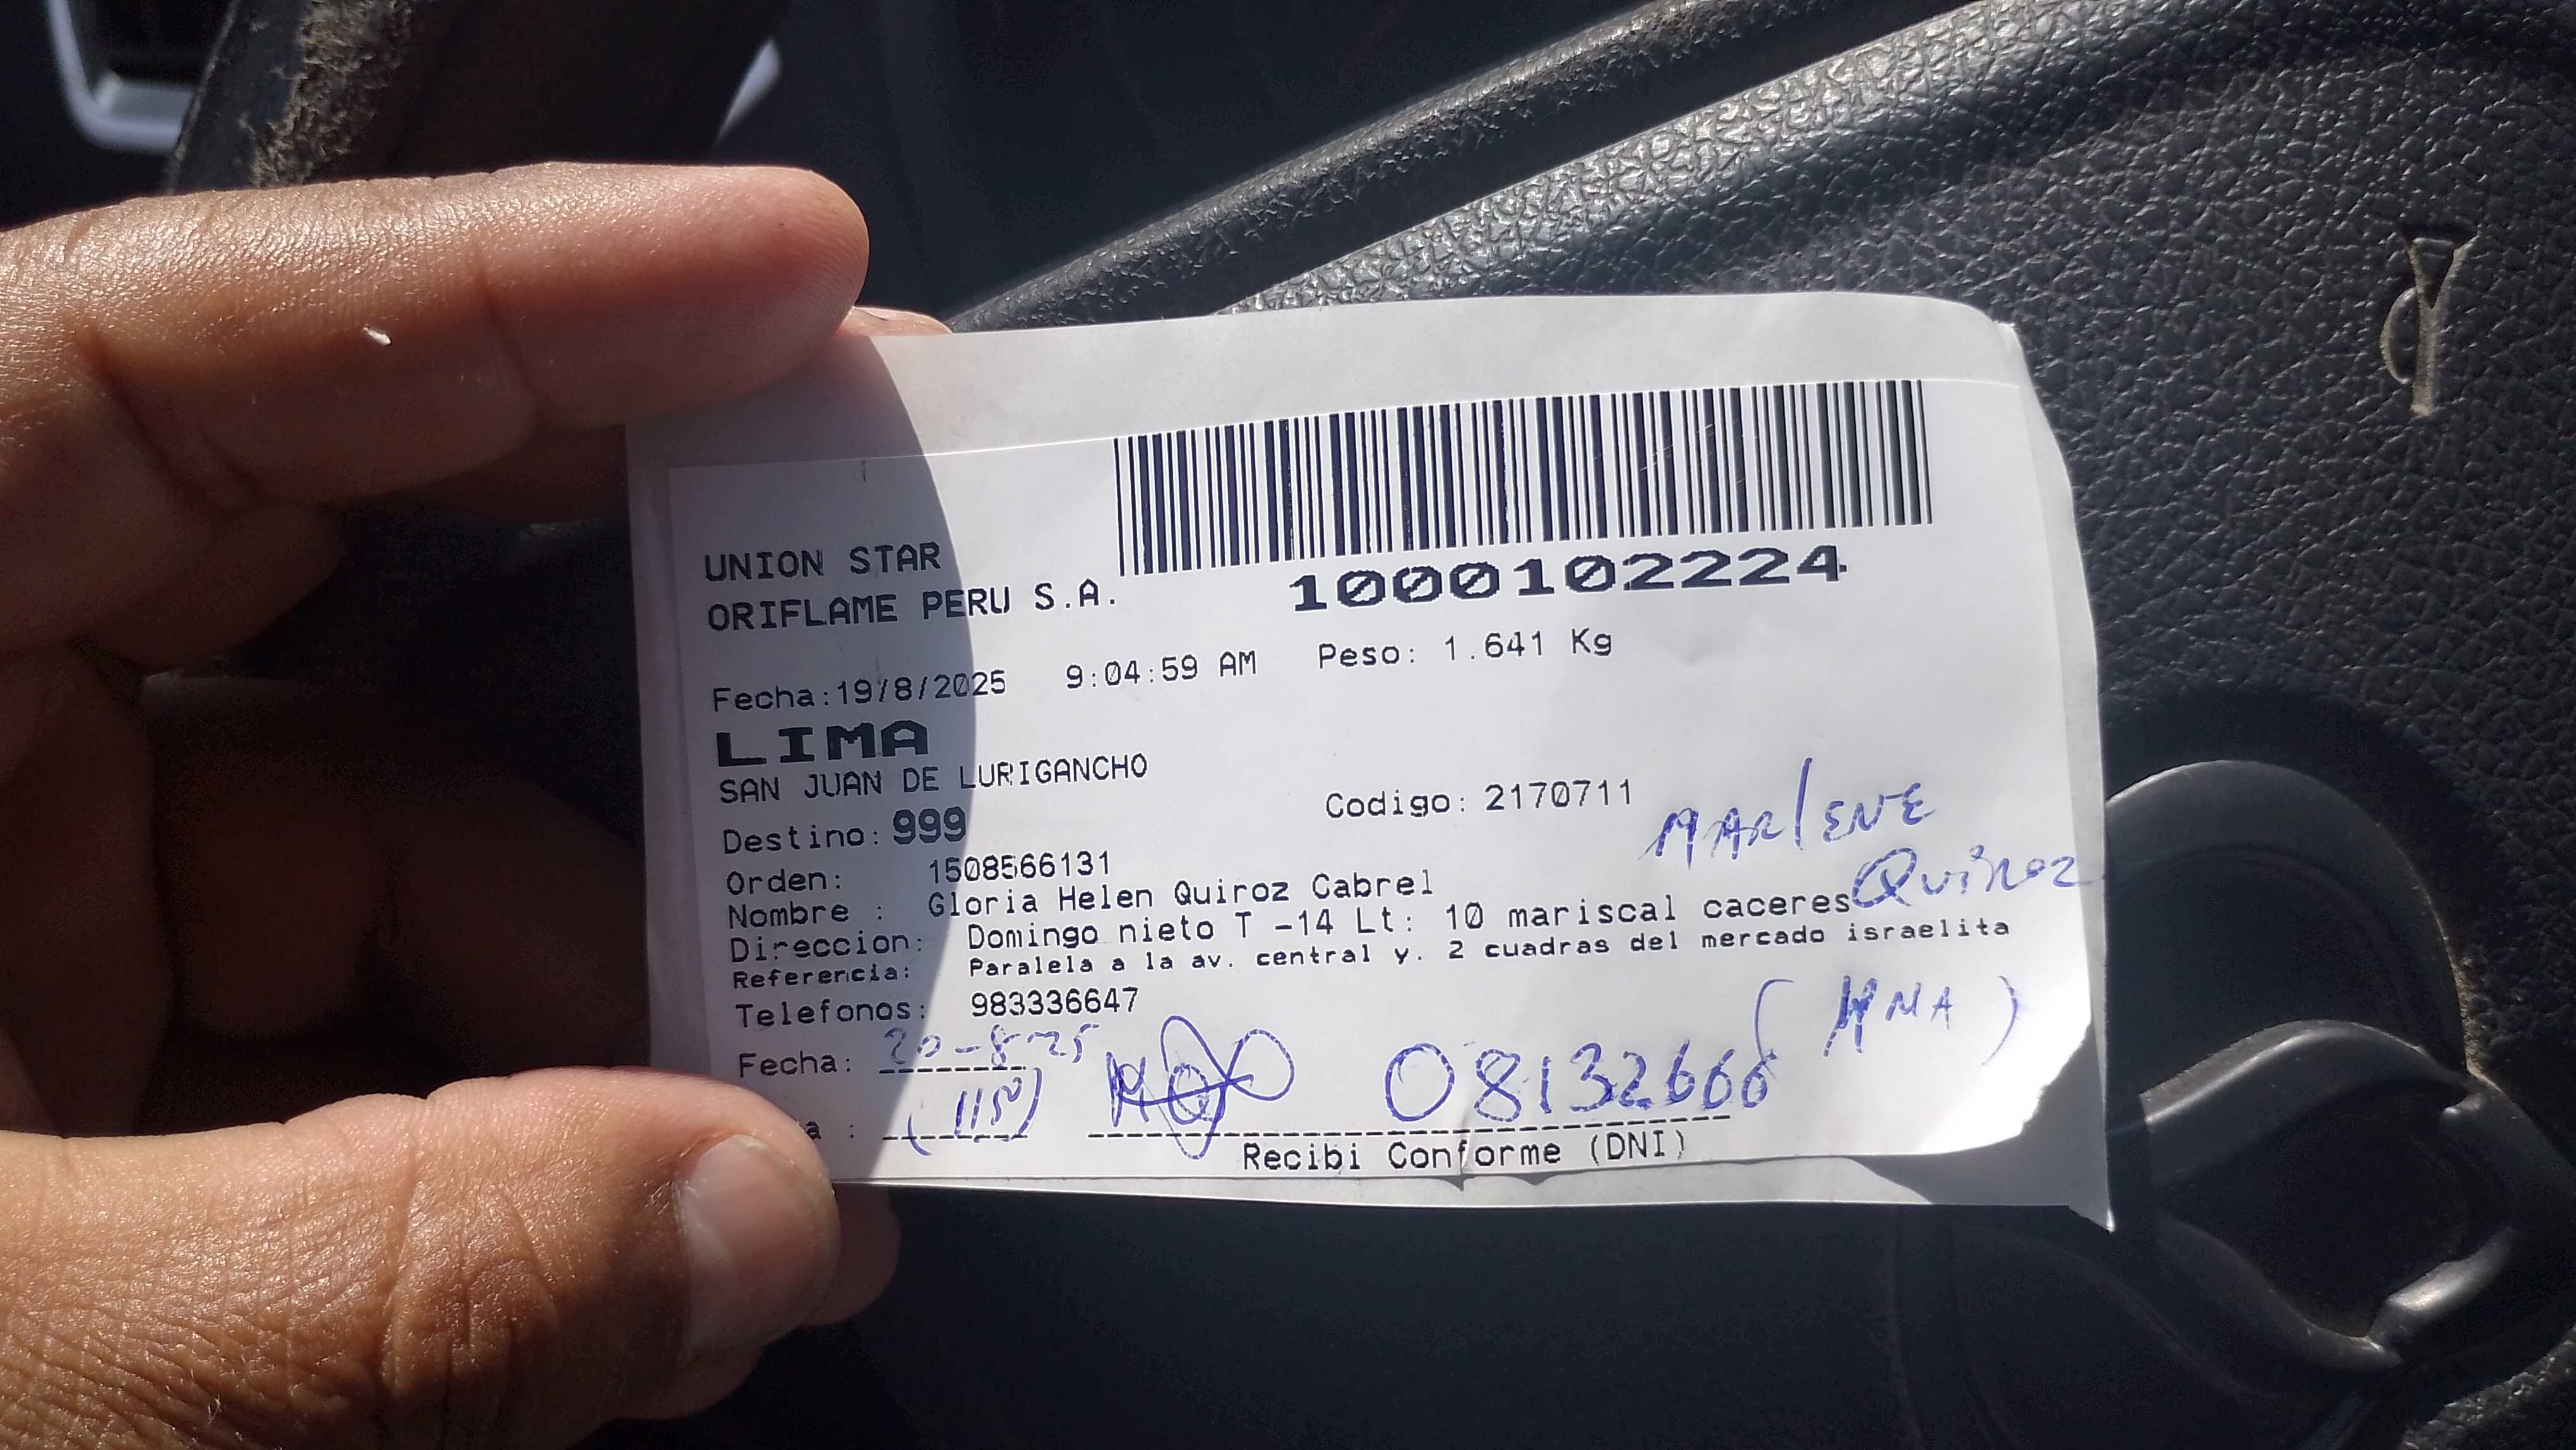 UNION STAR
ORIFLAME PERU S.A.
1000102224
Fecha:19/8/2025 9:04:59 AM Peso: 1.641 Kg
LIMA
SAN JUAN DE LURIGANCHO
Destino: 999 Codigo: 2170711
MARlENE
Quiroz
Orden: 1508566131
Nombre : Gloria Helen Quiroz Cabrel
Direccion: Domingo nieto T -14 Lt: 10 mariscal caceres
Referencia: Paralela a la av. central y. 2 cuadras del mercado israelita
Telefonos: 983336647
(HNA)
Fecha: 20-8-25
a : (1150) 08132666
Recibi Conforme (DNI)